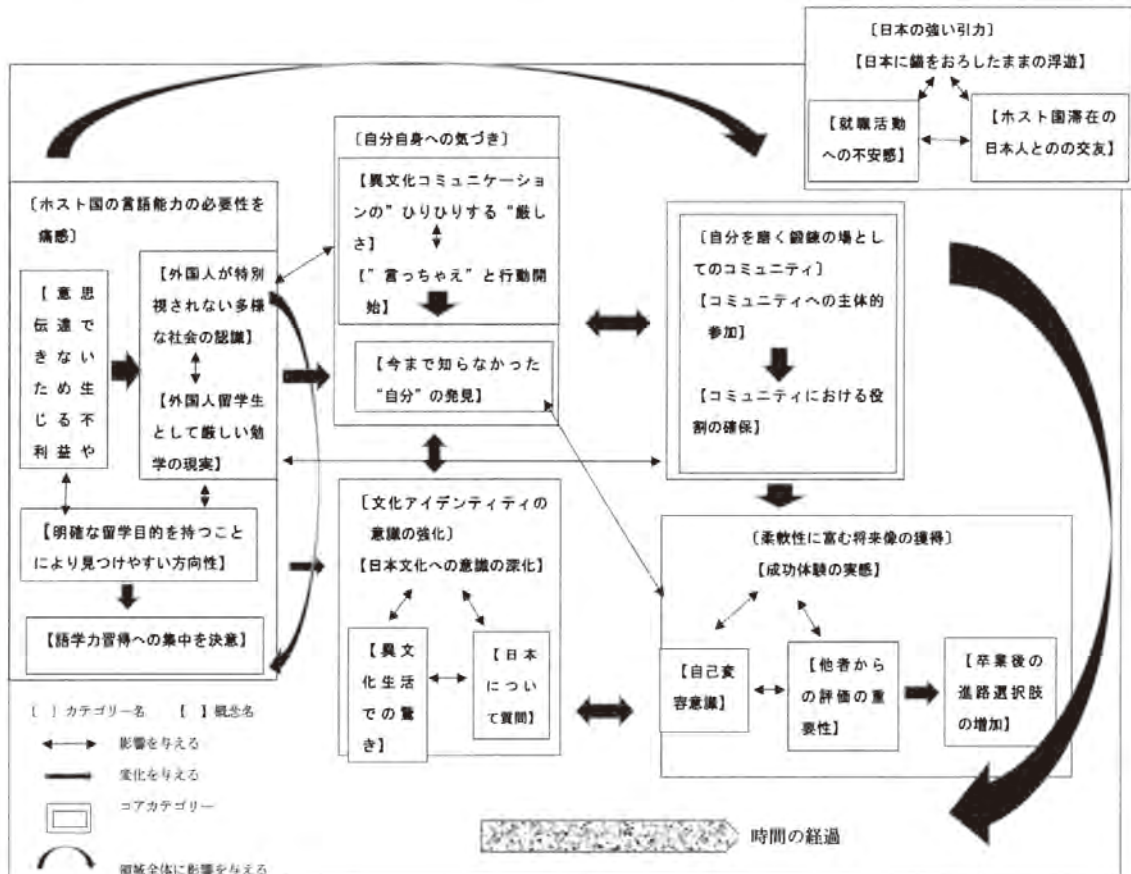 〔日本の強い引力〕
【日本に錨をおろしたままの浮遊】
【就職活動
への不安感】
【ホスト国滞在の
日本人とのの交友】
〔自分自身への気づき〕
【異文化コミュニケーショ
ンの”ひりひりする“厳し
さ】
【”言っちゃえ”と行動開
始】
【今まで知らなかった
“自分”の発見】
〔ホスト国の言語能力の必要性を
痛感〕
【意思
伝達で
きない
ため生
じる不
利益や
【外国人が特別
視されない多様
な社会の認識】
【外国人留学生
として厳しい勉
学の現実】
【明確な留学目的を持つこと
により見つけやすい方向性】
【語学力習得への集中を決意】
〔自分を磨く鍛錬の場とし
てのコミュニティ〕
【コミュニティへの主体的
参加】
【コミュニティにおける役
割の確保】
〔文化アイデンティティの
意識の強化〕
【日本文化への意識の深化】
【異文
化生活
での驚
き】
【日本
につい
て質問】
〔柔軟性に富む将来像の獲得〕
【成功体験の実感】
【自己変
容意識】
【他者から
の評価の重
要性】
【卒業後の
進路選択肢
の増加】
〔 〕カテゴリー名 【 】概念名
影響を与える
変化を与える
コアカテゴリー
領域全体に影響を与える
時間の経過